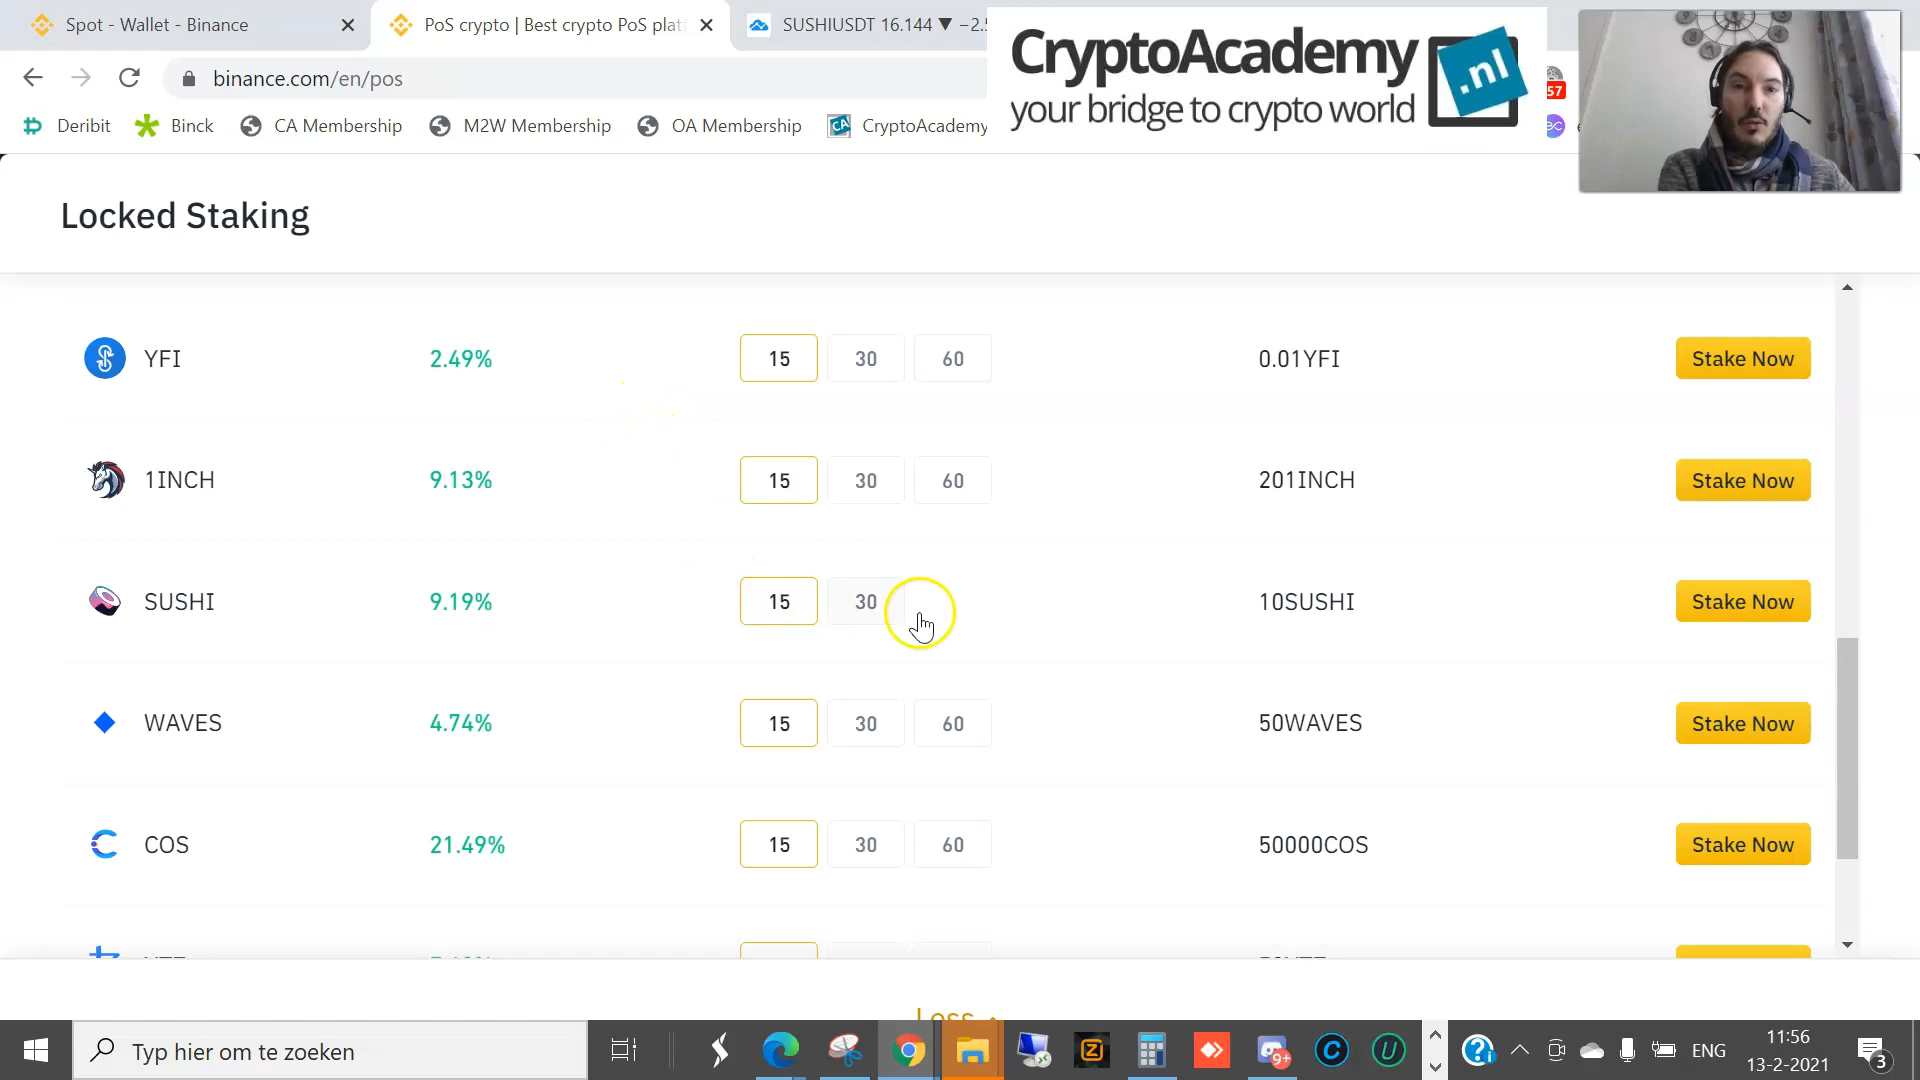 Spot - Wallet - Binance
PoS crypto | Best crypto PoS plat
SUSHIUSDT 16.144 ▼ −2.5
binance.com/en/pos
CryptoAcademy
.nl
your bridge to crypto world
57
Deribit
Binck
CA Membership
M2W Membership
OA Membership
CA
CryptoAcademy
Locked Staking
YFI 2.49% 15 30 60 0.01YFI Stake Now
1INCH 9.13% 15 30 60 201INCH Stake Now
SUSHI 9.19% 15 30 10SUSHI Stake Now
WAVES 4.74% 15 30 60 50WAVES Stake Now
COS 21.49% 15 30 60 50000COS Stake Now
Typ hier om te zoeken
9+
ENG
11:56
13-2-2021
3